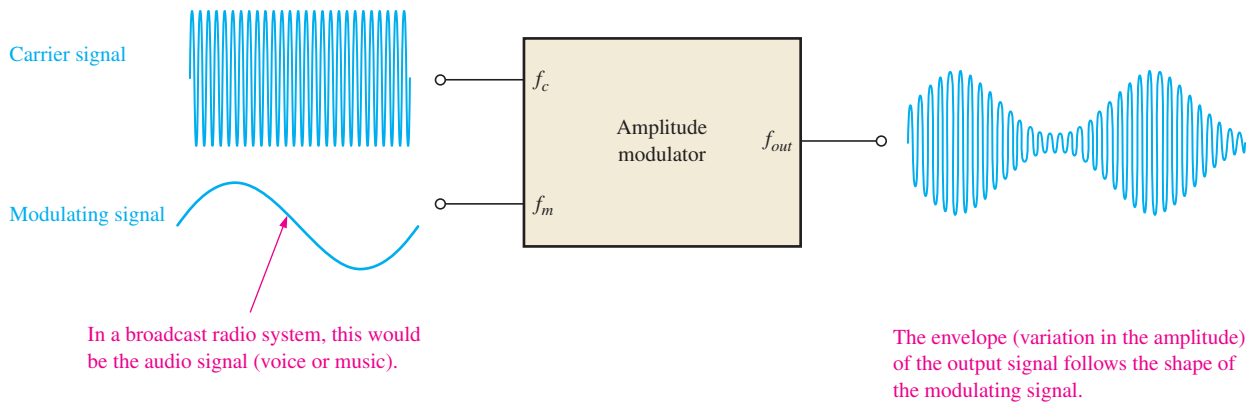 Carrier signal
f_c
Amplitude
modulator
f_out
Modulating signal
f_m
In a broadcast radio system, this would
be the audio signal (voice or music).
The envelope (variation in the amplitude)
of the output signal follows the shape of
the modulating signal.